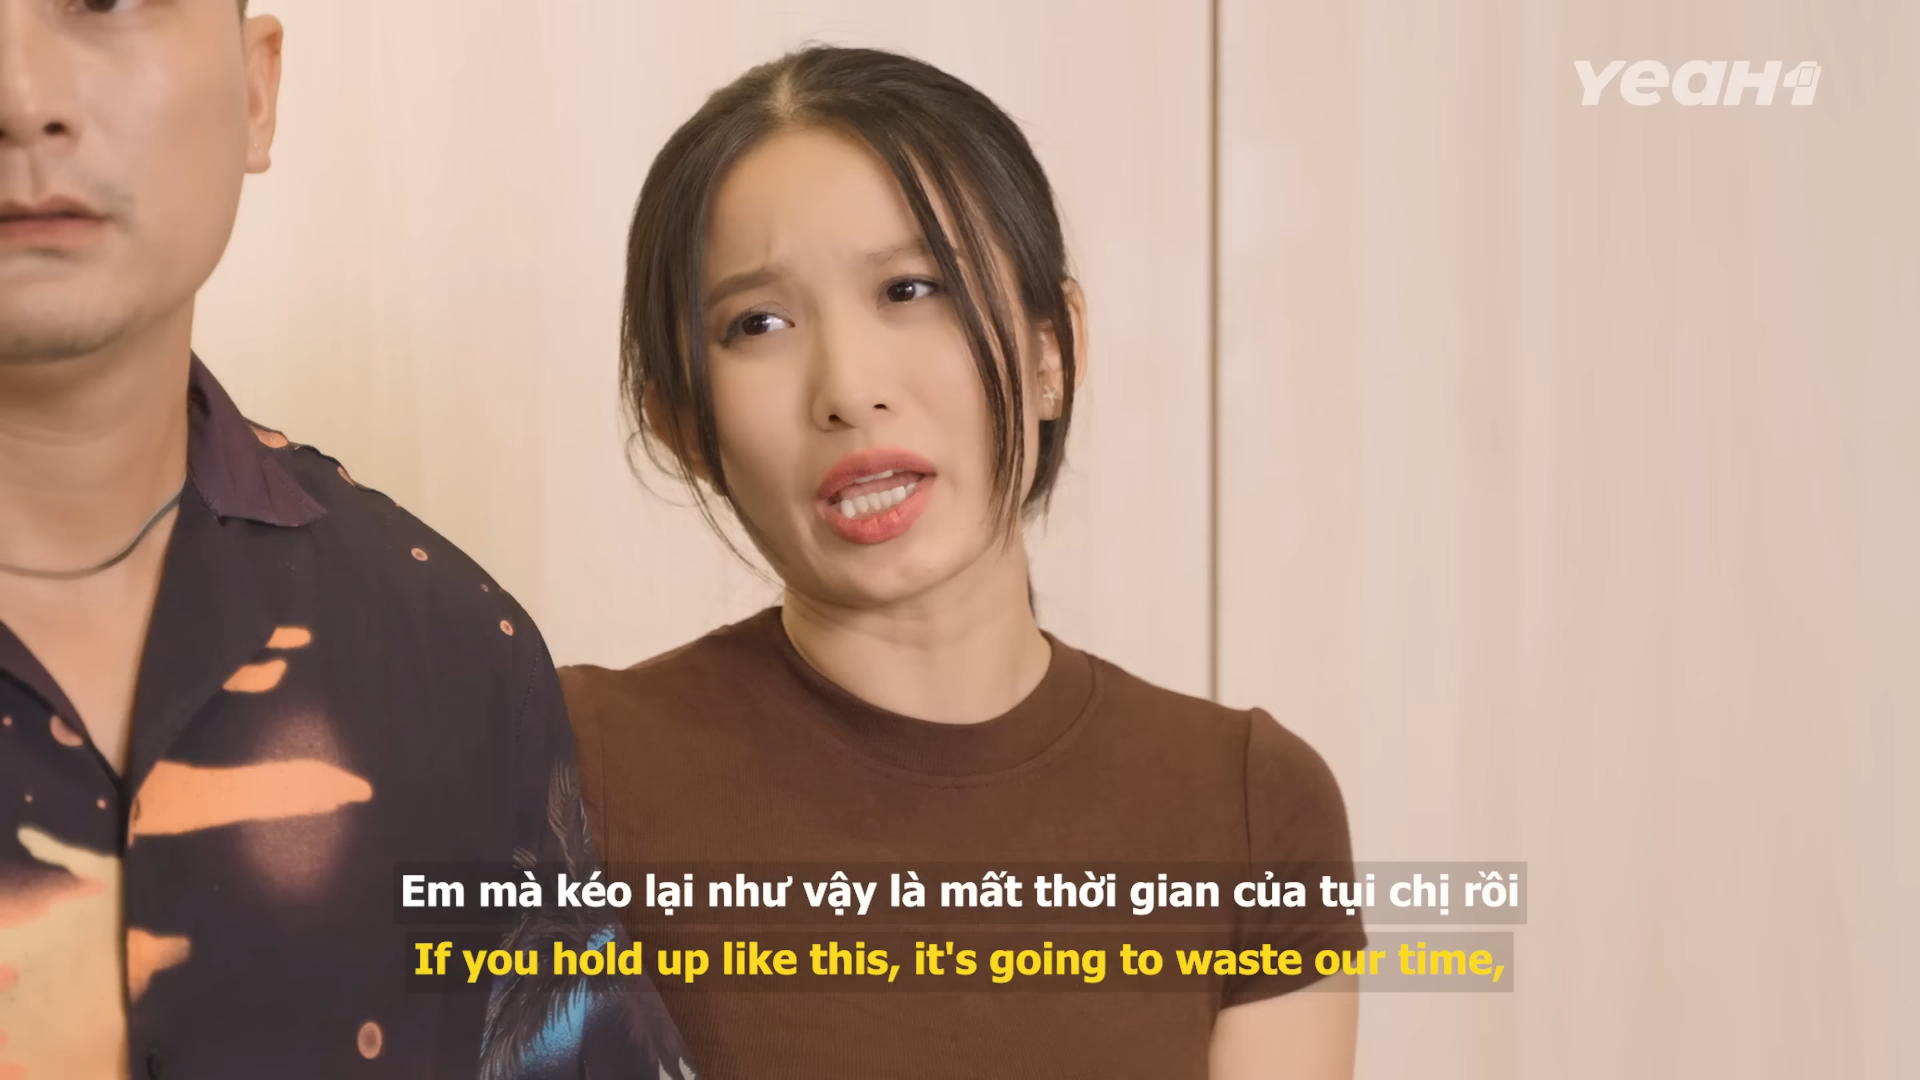 YeaH1
Em mà kéo lại như vậy là mất thời gian của tụi chị rồi
If you hold up like this, it's going to waste our time,